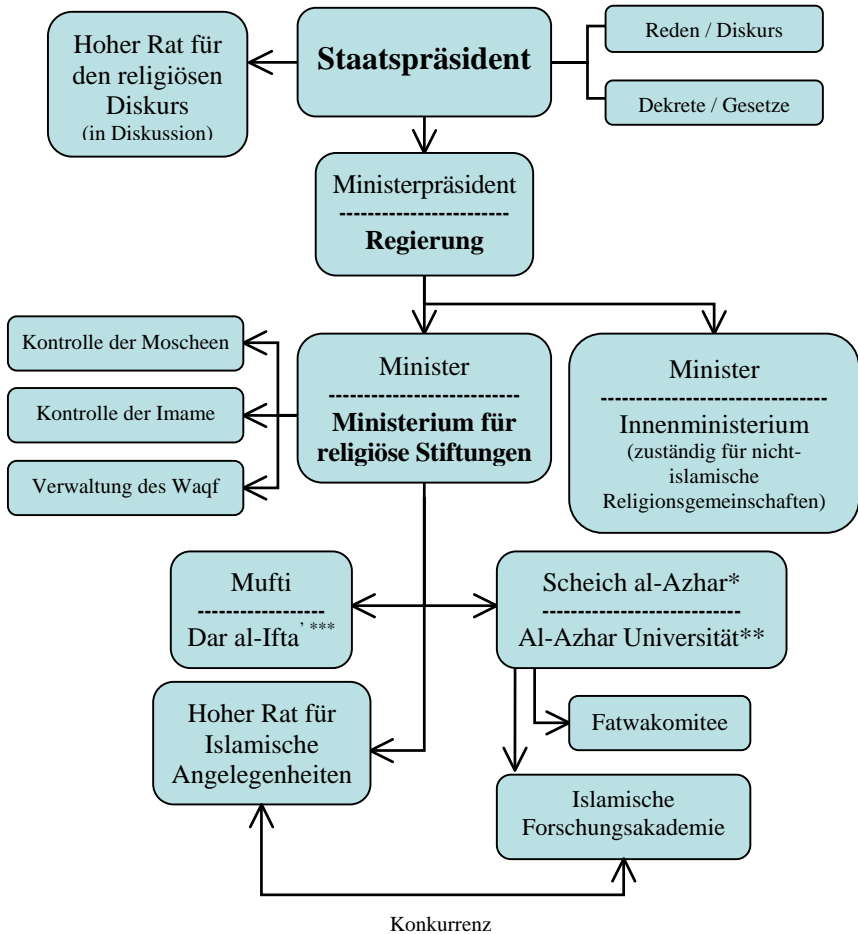 Hoher Rat für
den religiösen
Diskurs
(in Diskussion)
Staatspräsident
Reden / Diskurs
Dekrete / Gesetze
Ministerpräsident
-------------------------
Regierung
Kontrolle der Moscheen
Kontrolle der Imame
Verwaltung des Waqf
Minister
-----------------------------
Ministerium für
religiöse Stiftungen
Minister
-----------------------------------
Innenministerium
(zuständig für nicht-
islamische
Religionsgemeinschaften)
Mufti
-------------------
Dar al-Ifta’ ***
Scheich al-Azhar*
-----------------------------
Al-Azhar Universität**
Hoher Rat für
Islamische
Angelegenheiten
Fatwakomitee
Islamische
Forschungsakademie
Konkurrenz